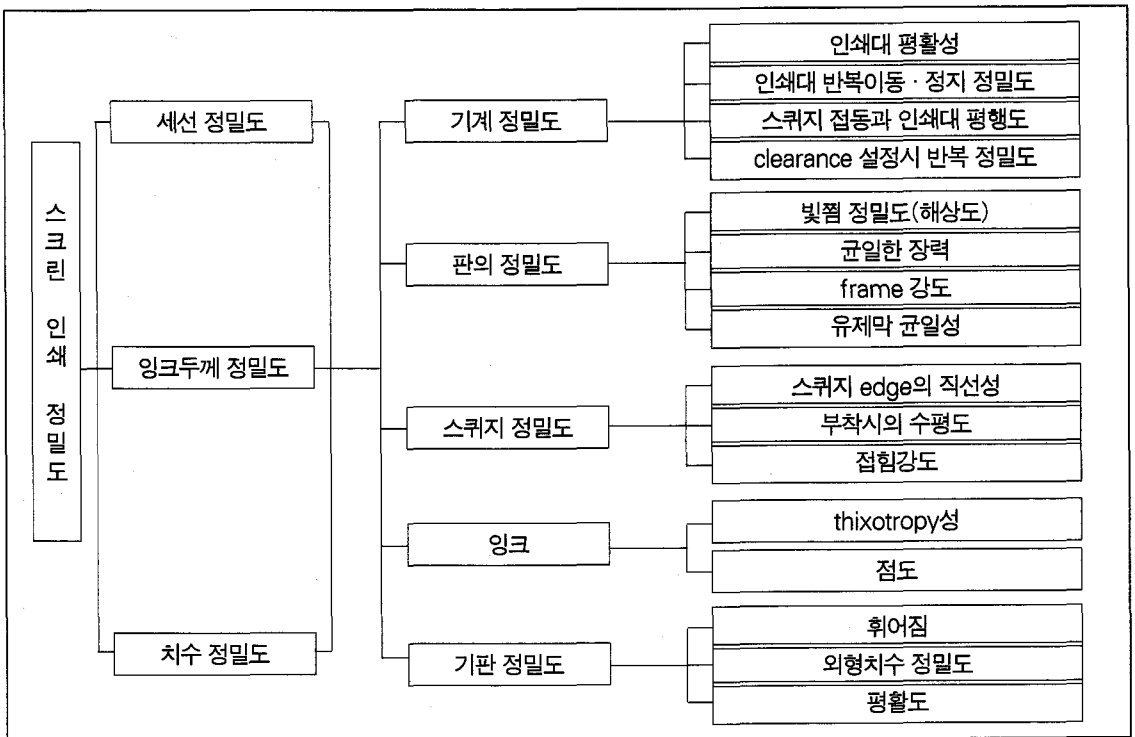 스크린 인쇄 정밀도
세선 정밀도
잉크두께 정밀도
치수 정밀도
기계 정밀도
인쇄대 평활성
인쇄대 반복이동·정지 정밀도
스퀴지 접동과 인쇄대 평행도
clearance 설정시 반복 정밀도
판의 정밀도
빛쬠 정밀도(해상도)
균일한 장력
frame 강도
유제막 균일성
스퀴지 정밀도
스퀴지 edge의 직선성
부착시의 수평도
접힘강도
잉크
thixotropy성
점도
기판 정밀도
휘어짐
외형치수 정밀도
평활도